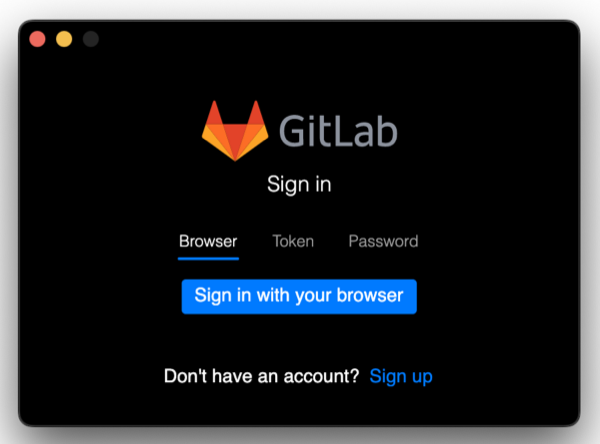 GitLab
Sign in
Browser Token Password
Sign in with your browser
Don't have an account? Sign up